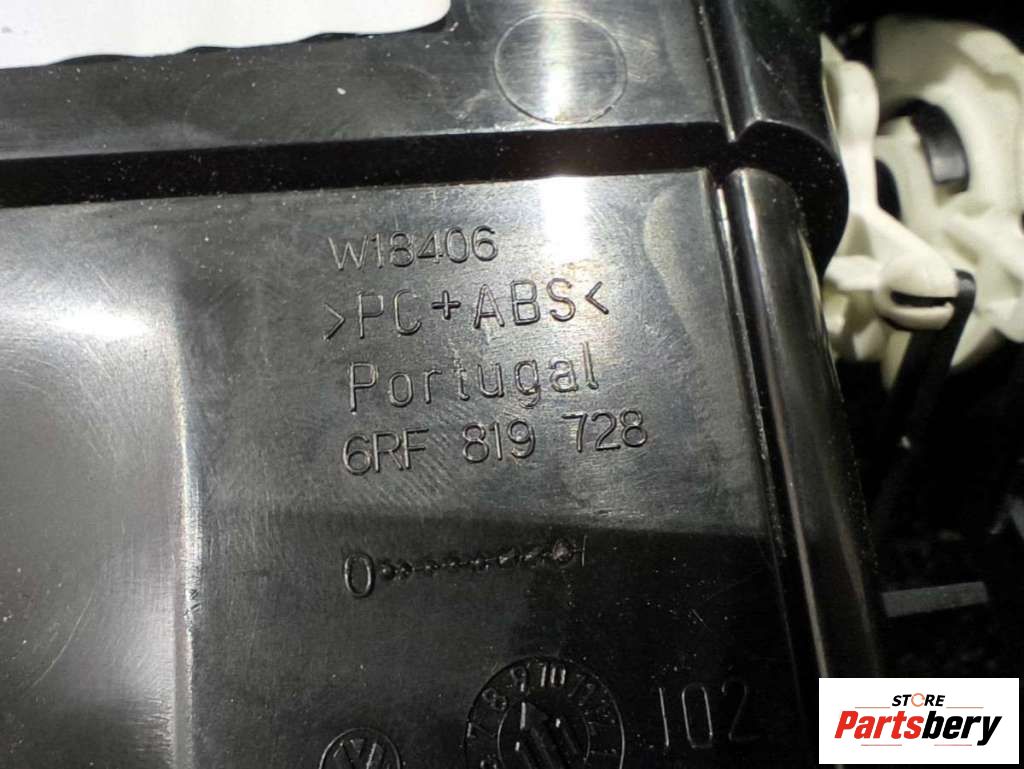 W18406
>PC+ABS<
Portugal
6RF 819 728
102
STORE
Partsbery